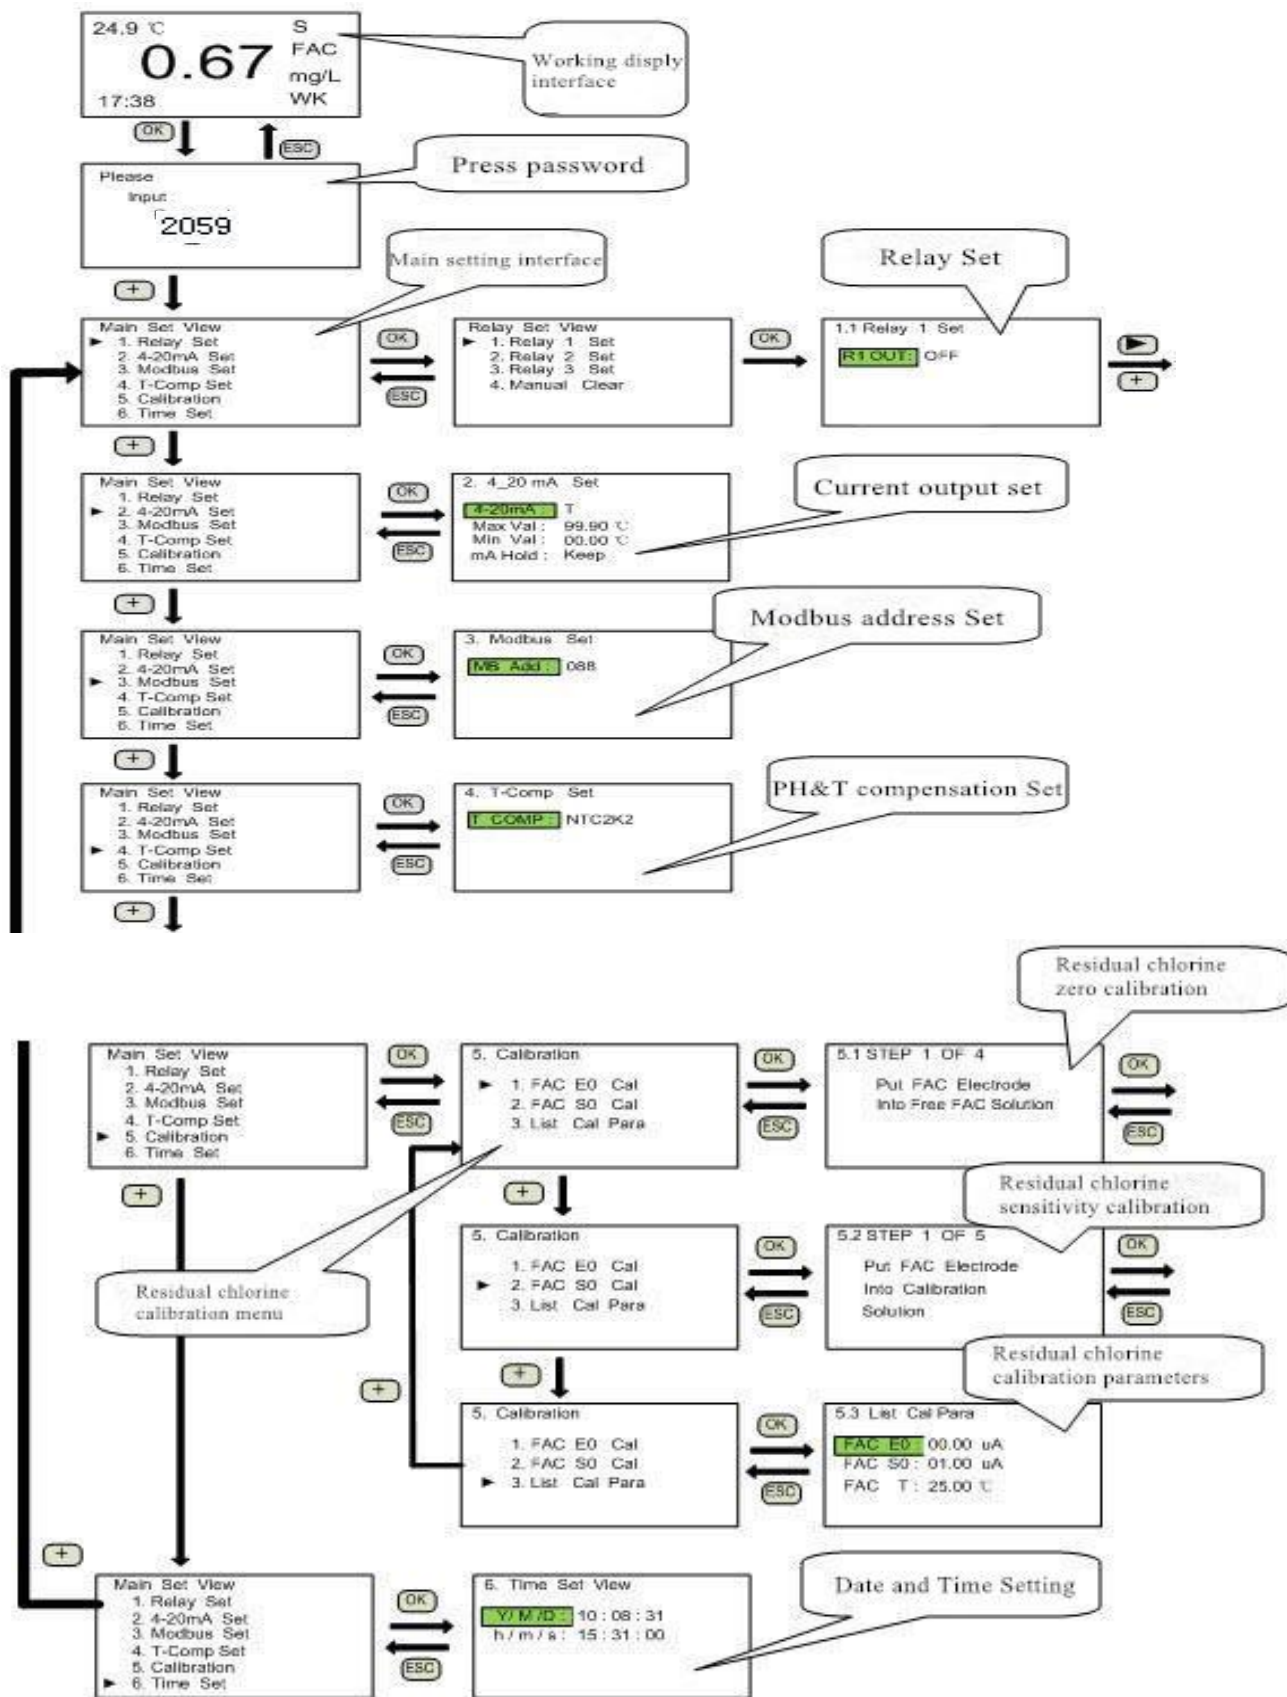 24.9 ℃
S
0.67
FAC
mg/L
17:38
WK
Working disply
interface
OK
ESC
Please
Input
2059
Press password
+
Main setting interface
Relay Set
Main Set View
► 1. Relay Set
2. 4-20mA Set
3. Modbus Set
4. T-Comp Set
5. Calibration
6. Time Set
OK
ESC
Relay Set View
► 1. Relay 1 Set
2. Relay 2 Set
3. Relay 3 Set
4. Manual Clear
OK
1.1 Relay 1 Set
R1 OUT: OFF
►
+
+
Main Set View
1. Relay Set
► 2. 4-20mA Set
3. Modbus Set
4. T-Comp Set
5. Calibration
6. Time Set
OK
ESC
2. 4_20 mA Set
4-20mA: T
Max Val: 99.90 ℃
Min Val: 00.00 ℃
mA Hold: Keep
Current output set
+
Main Set View
1. Relay Set
2. 4-20mA Set
► 3. Modbus Set
4. T-Comp Set
5. Calibration
6. Time Set
OK
ESC
3. Modbus Set
MB Add: 088
Modbus address Set
+
Main Set View
1. Relay Set
2. 4-20mA Set
3. Modbus Set
► 4. T-Comp Set
5. Calibration
6. Time Set
OK
ESC
4. T-Comp Set
T COMP: NTC2K2
PH&T compensation Set
+
Residual chlorine
zero calibration
Main Set View
1. Relay Set
2. 4-20mA Set
3. Modbus Set
4. T-Comp Set
► 5. Calibration
6. Time Set
OK
ESC
5. Calibration
► 1. FAC E0 Cal
2. FAC S0 Cal
3. List Cal Para
OK
ESC
5.1 STEP 1 OF 4
Put FAC Electrode
Into Free FAC Solution
OK
ESC
+
+
Residual chlorine
sensitivity calibration
Residual chlorine
calibration menu
5. Calibration
1. FAC E0 Cal
► 2. FAC S0 Cal
3. List Cal Para
OK
ESC
5.2 STEP 1 OF 5
Put FAC Electrode
Into Calibration
Solution
OK
ESC
+
+
Residual chlorine
calibration parameters
5. Calibration
1. FAC E0 Cal
2. FAC S0 Cal
► 3. List Cal Para
OK
ESC
5.3 List Cal Para
FAC E0: 00.00 uA
FAC S0: 01.00 uA
FAC T: 25.00 ℃
+
Main Set View
1. Relay Set
2. 4-20mA Set
3. Modbus Set
4. T-Comp Set
5. Calibration
► 6. Time Set
OK
ESC
6. Time Set View
Y/ M /D: 10 : 08 : 31
h / m / s: 15 : 31 : 00
Date and Time Setting